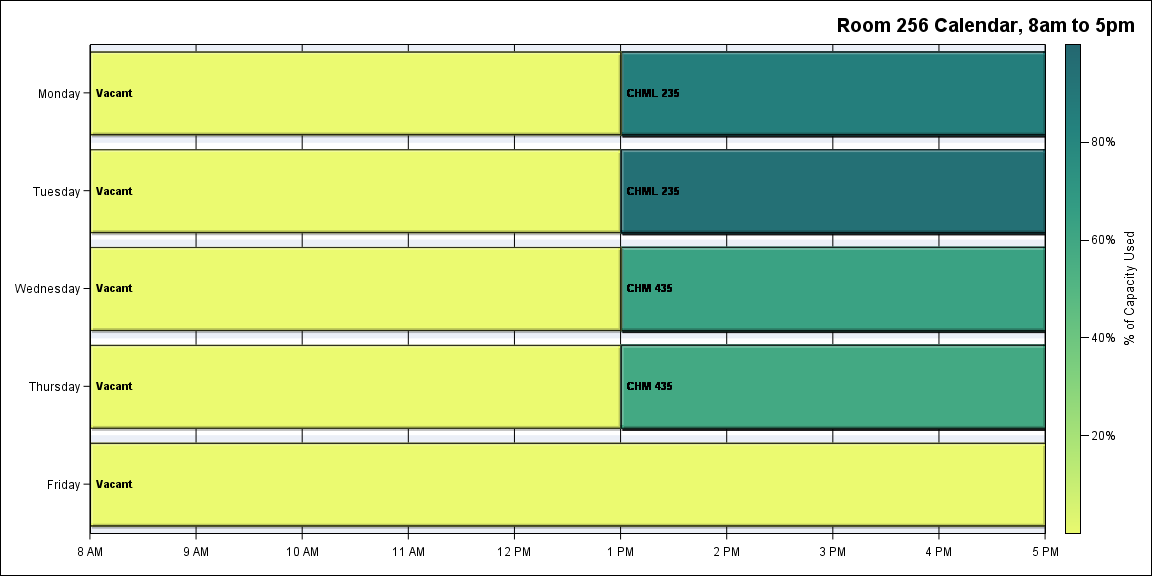 Room 256 Calendar, 8am to 5pm
Monday
Vacant
CHML 235
Tuesday
Vacant
CHML 235
Wednesday
Vacant
CHM 435
Thursday
Vacant
CHM 435
Friday
Vacant
8 AM
9 AM
10 AM
11 AM
12 PM
1 PM
2 PM
3 PM
4 PM
5 PM
80%
60%
40%
20%
% of Capacity Used